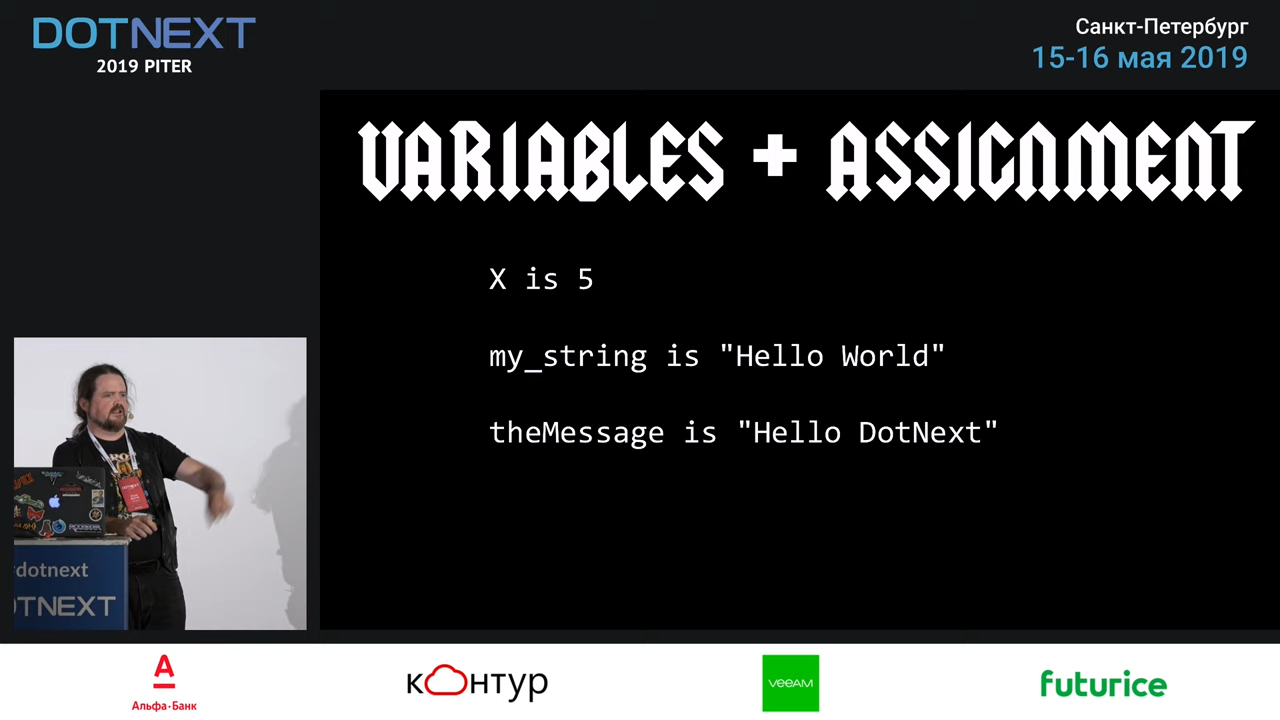 DOTNEXT
2019 PITER
Санкт-Петербург
15-16 мая 2019
VARIABLES + ASSIGNMENT
X is 5
my_string is "Hello World"
theMessage is "Hello DotNext"
dotnext
OTNEXT
А
Альфа·Банк
кОнтур
veeAM
futurice